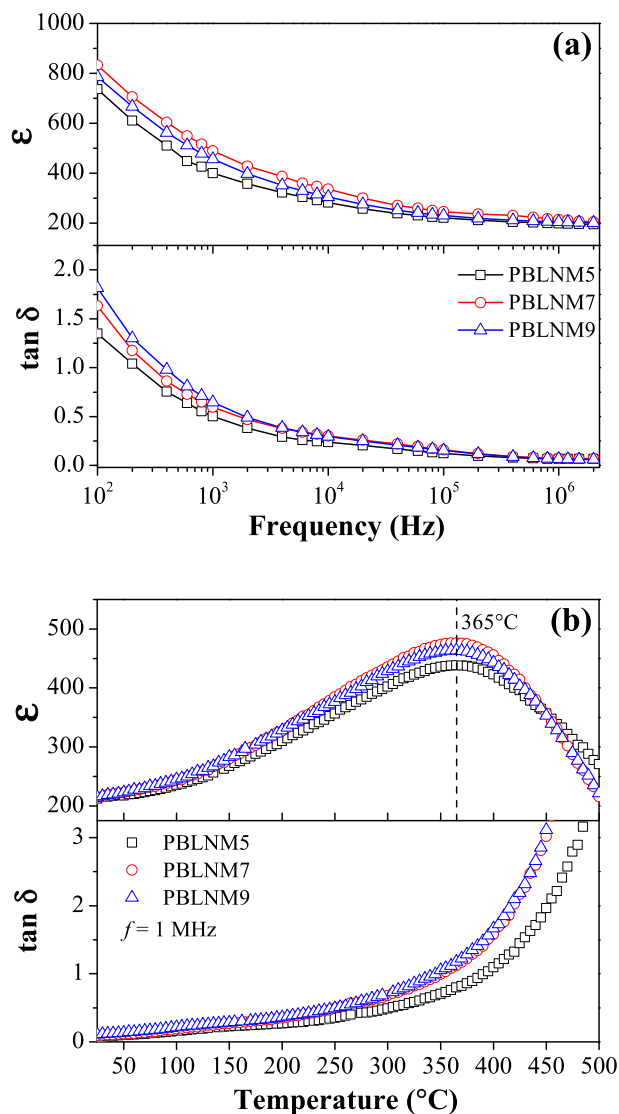 (a)
1000
800
600
400
200
ε
2.0
1.5
1.0
0.5
0.0
tan δ
PBLNM5
PBLNM7
PBLNM9
10² 10³ 10⁴ 10⁵ 10⁶
Frequency (Hz)
(b)
365°C
500
400
300
200
ε
3
2
1
0
tan δ
PBLNM5
PBLNM7
PBLNM9
f = 1 MHz
50 100 150 200 250 300 350 400 450 500
Temperature (°C)